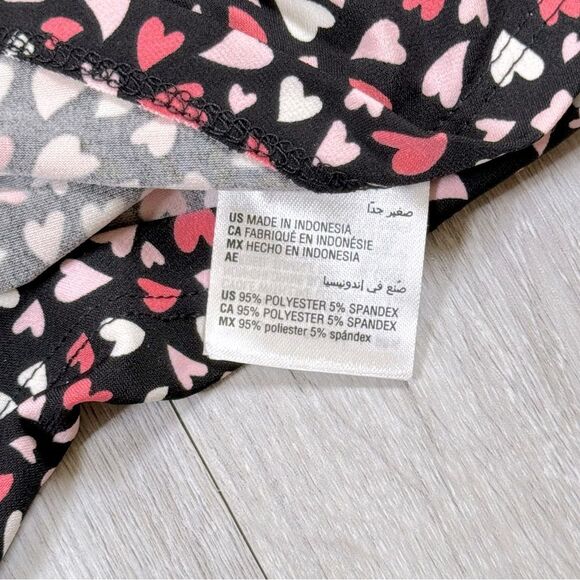 صغير جدًا
US MADE IN INDONESIA
CA FABRIQUÉ EN INDONÉSIE
MX HECHO EN INDONESIA
AE
صُنع في إندونيسيا
US 95% POLYESTER 5% SPANDEX
CA 95% POLYESTER 5% SPANDEX
MX 95% poliester 5% spándex